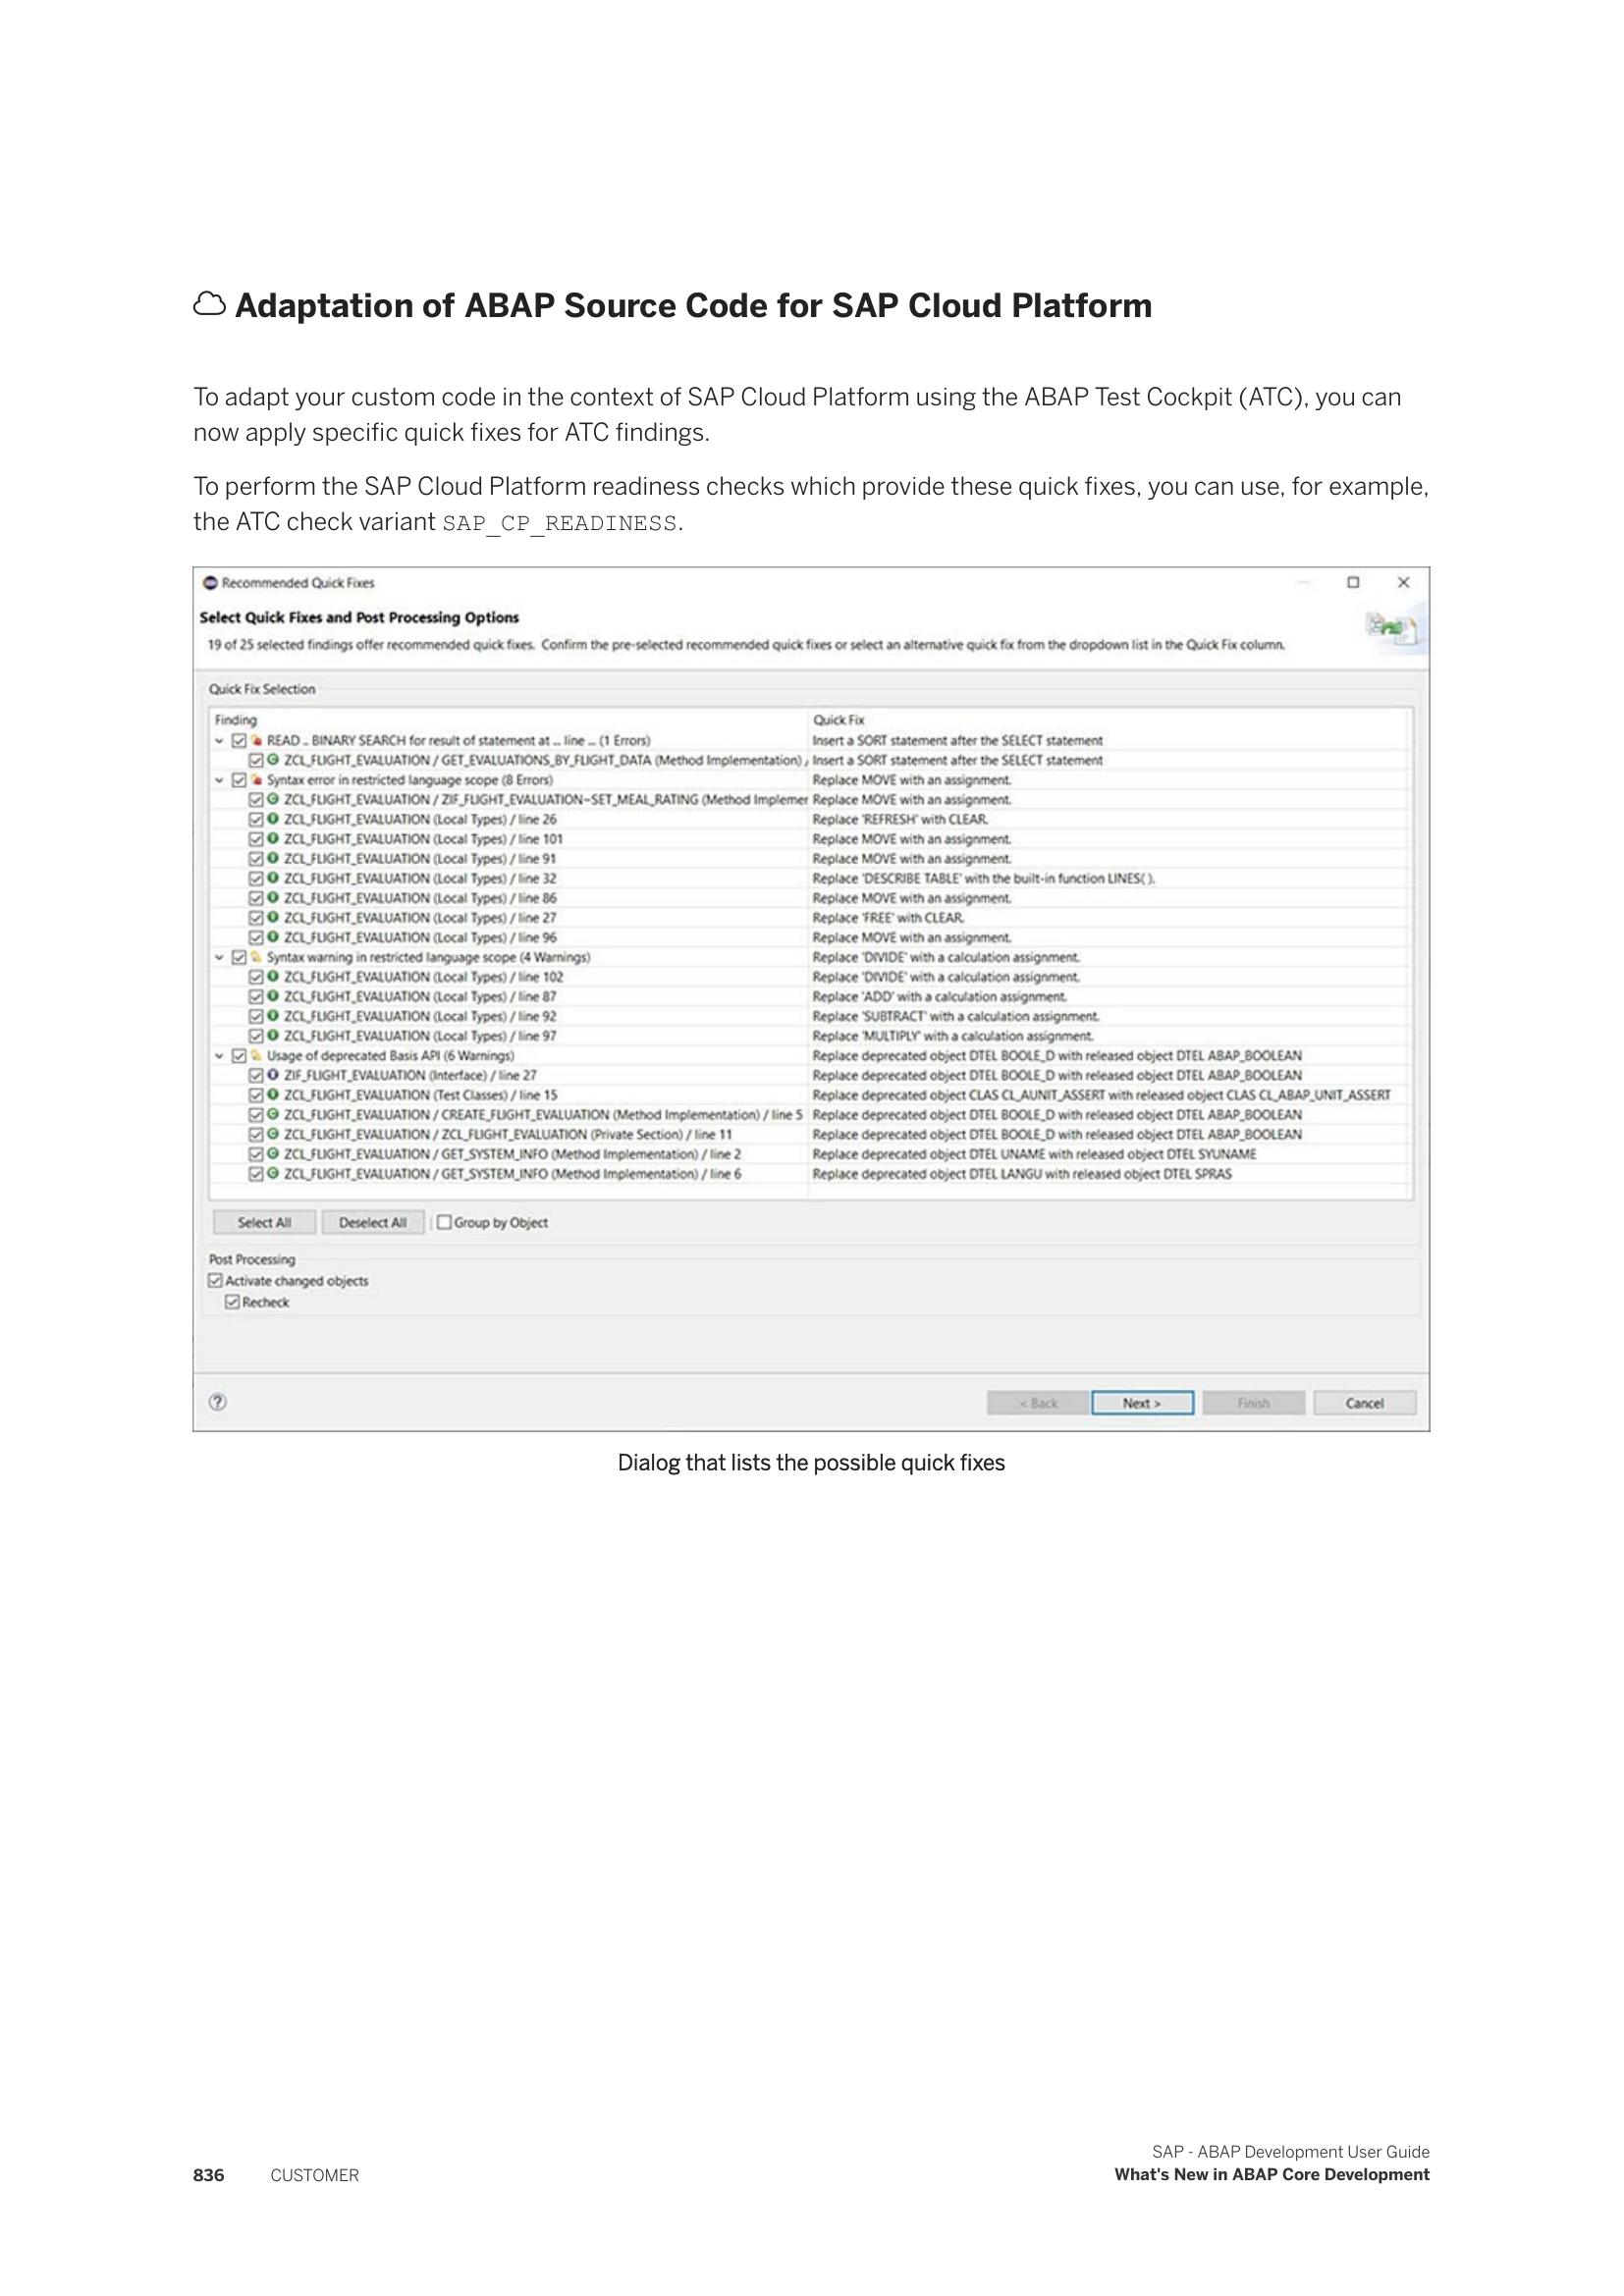 Adaptation of ABAP Source Code for SAP Cloud Platform
To adapt your custom code in the context of SAP Cloud Platform using the ABAP Test Cockpit (ATC), you can
now apply specific quick fixes for ATC findings.
To perform the SAP Cloud Platform readiness checks which provide these quick fixes, you can use, for example,
the ATC check variant SAP_CP_READINESS.
Recommended Quick Fixes
Select Quick Fixes and Post Processing Options
19 of 25 selected findings offer recommended quick fixes. Confirm the pre-selected recommended quick fixes or select an alternative quick fix from the dropdown list in the Quick Fix column.
Quick Fix Selection
Finding Quick Fix
READ .. BINARY SEARCH for result of statement at ... line ... (1 Errors) Insert a SORT statement after the SELECT statement
ZCL_FLIGHT_EVALUATION / GET_EVALUATIONS_BY_FLIGHT_DATA (Method Implementation) / Insert a SORT statement after the SELECT statement
Syntax error in restricted language scope (8 Errors) Replace MOVE with an assignment.
ZCL_FLIGHT_EVALUATION / ZIF_FLIGHT_EVALUATION~SET_MEAL_RATING (Method Implemer Replace MOVE with an assignment.
ZCL_FLIGHT_EVALUATION (Local Types) / line 26 Replace 'REFRESH' with CLEAR.
ZCL_FLIGHT_EVALUATION (Local Types) / line 101 Replace MOVE with an assignment.
ZCL_FLIGHT_EVALUATION (Local Types) / line 91 Replace MOVE with an assignment.
ZCL_FLIGHT_EVALUATION (Local Types) / line 32 Replace 'DESCRIBE TABLE' with the built-in function LINES( ).
ZCL_FLIGHT_EVALUATION (Local Types) / line 86 Replace MOVE with an assignment.
ZCL_FLIGHT_EVALUATION (Local Types) / line 27 Replace 'FREE' with CLEAR.
ZCL_FLIGHT_EVALUATION (Local Types) / line 96 Replace MOVE with an assignment.
Syntax warning in restricted language scope (4 Warnings) Replace 'DIVIDE' with a calculation assignment.
ZCL_FLIGHT_EVALUATION (Local Types) / line 102 Replace 'DIVIDE' with a calculation assignment.
ZCL_FLIGHT_EVALUATION (Local Types) / line 87 Replace 'ADD' with a calculation assignment.
ZCL_FLIGHT_EVALUATION (Local Types) / line 92 Replace 'SUBTRACT' with a calculation assignment.
ZCL_FLIGHT_EVALUATION (Local Types) / line 97 Replace 'MULTIPLY' with a calculation assignment.
Usage of deprecated Basis API (6 Warnings) Replace deprecated object DTEL BOOLE_D with released object DTEL ABAP_BOOLEAN
ZIF_FLIGHT_EVALUATION (Interface) / line 27 Replace deprecated object DTEL BOOLE_D with released object DTEL ABAP_BOOLEAN
ZCL_FLIGHT_EVALUATION (Test Classes) / line 15 Replace deprecated object CLAS CL_AUNIT_ASSERT with released object CLAS CL_ABAP_UNIT_ASSERT
ZCL_FLIGHT_EVALUATION / CREATE_FLIGHT_EVALUATION (Method Implementation) / line 5 Replace deprecated object DTEL BOOLE_D with released object DTEL ABAP_BOOLEAN
ZCL_FLIGHT_EVALUATION / ZCL_FLIGHT_EVALUATION (Private Section) / line 11 Replace deprecated object DTEL BOOLE_D with released object DTEL ABAP_BOOLEAN
ZCL_FLIGHT_EVALUATION / GET_SYSTEM_INFO (Method Implementation) / line 2 Replace deprecated object DTEL UNAME with released object DTEL SYUNAME
ZCL_FLIGHT_EVALUATION / GET_SYSTEM_INFO (Method Implementation) / line 6 Replace deprecated object DTEL LANGU with released object DTEL SPRAS
Select All Deselect All Group by Object
Post Processing
Activate changed objects
Recheck
? < Back Next > Finish Cancel
Dialog that lists the possible quick fixes
SAP - ABAP Development User Guide
836 CUSTOMER What's New in ABAP Core Development